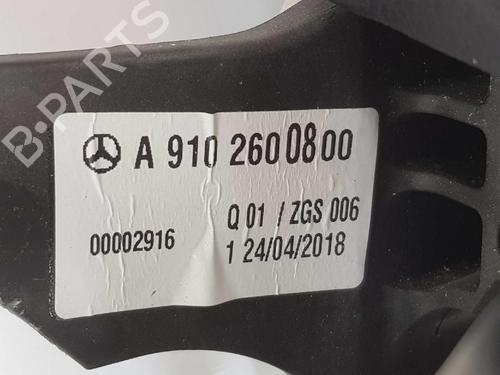 A 910 260 08 00
Q 01 / ZGS 006
00002916
1 24/04/2018
B-PARTS